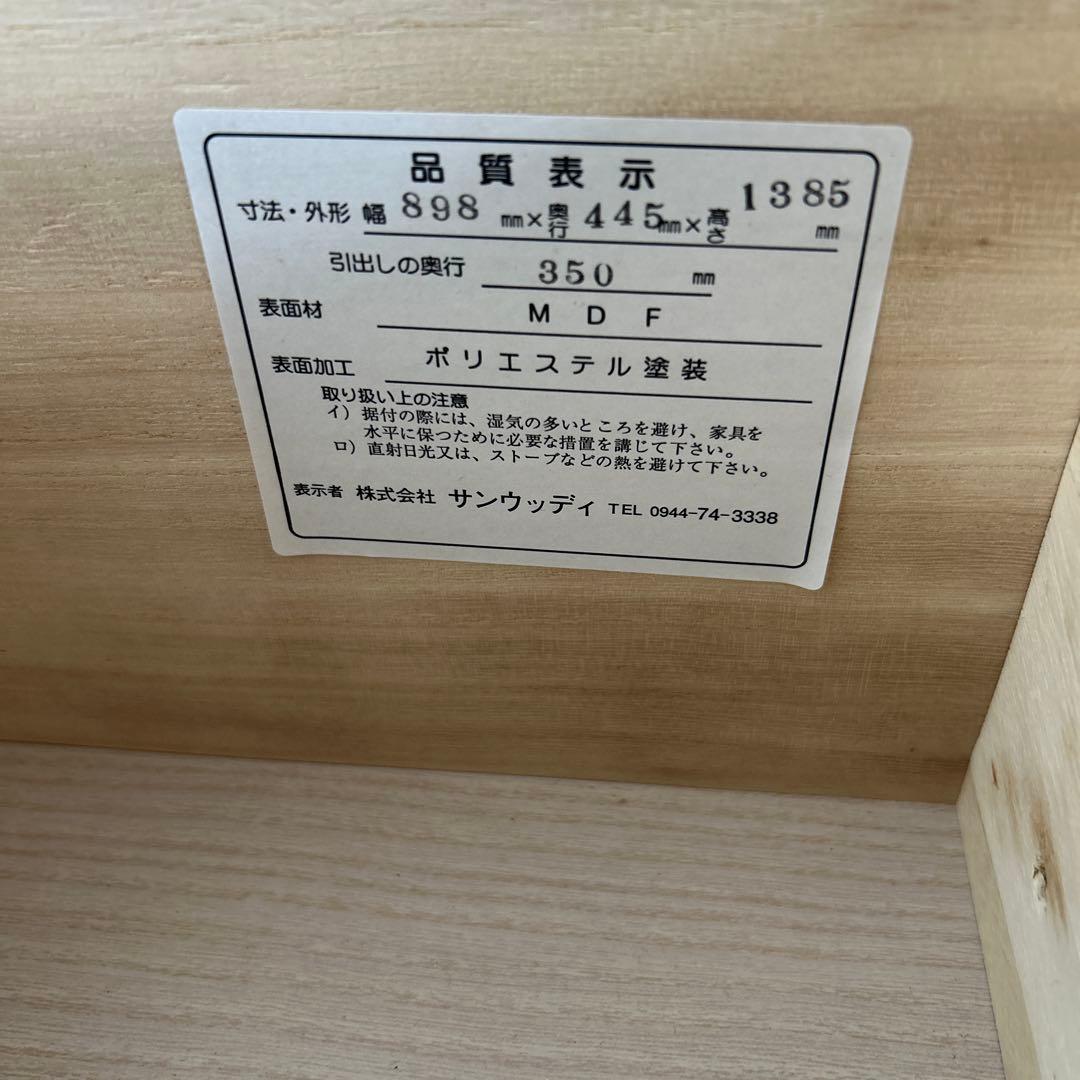 品質表示
寸法・外形 幅 898 mm×奥行 445mm×高さ 1385 mm
引出しの奥行 350 mm
表面材 MDF
表面加工 ポリエステル塗装
取り扱い上の注意
イ）据付の際には、湿気の多いところを避け、家具を
水平に保つために必要な措置を講じて下さい。
ロ）直射日光又は、ストーブなどの熱を避けて下さい。
表示者 株式会社 サンウッディ TEL 0944-74-3338